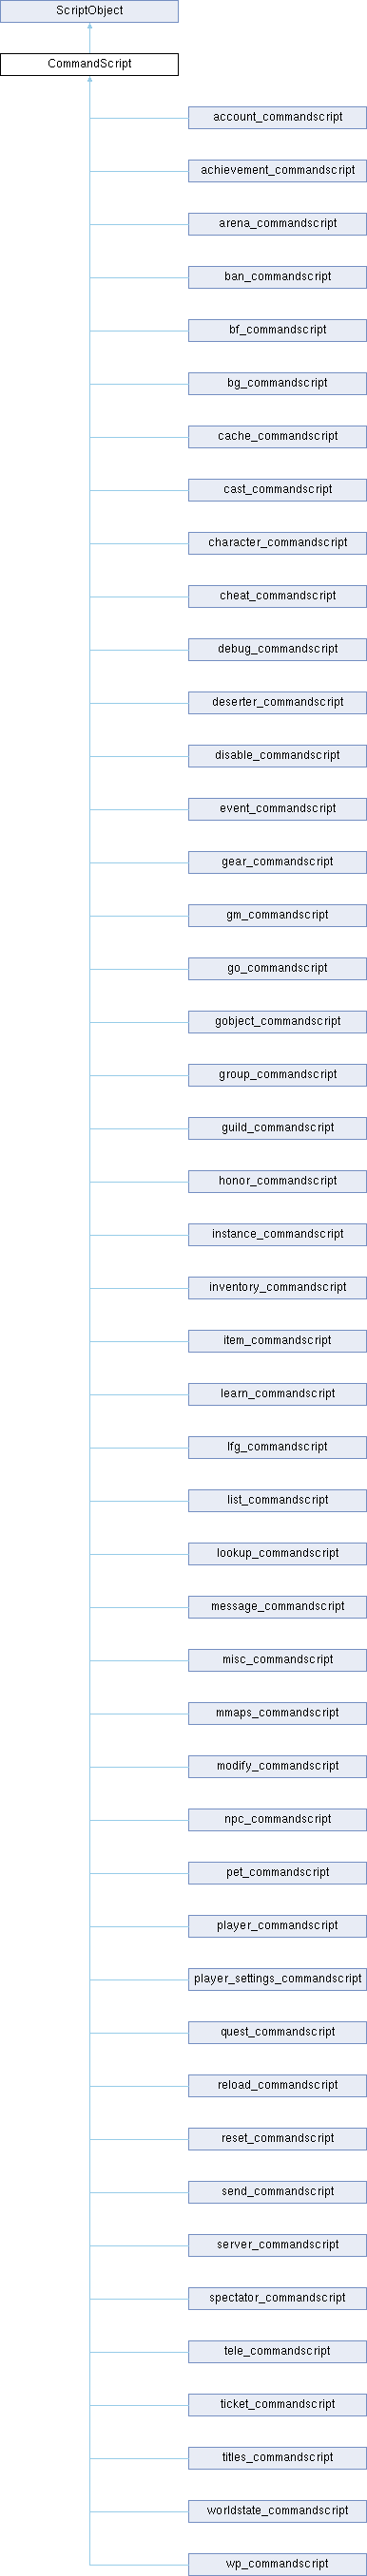 ScriptObject
CommandScript
account_commandscript
achievement_commandscript
arena_commandscript
ban_commandscript
bf_commandscript
bg_commandscript
cache_commandscript
cast_commandscript
character_commandscript
cheat_commandscript
debug_commandscript
deserter_commandscript
disable_commandscript
event_commandscript
gear_commandscript
gm_commandscript
go_commandscript
gobject_commandscript
group_commandscript
guild_commandscript
honor_commandscript
instance_commandscript
inventory_commandscript
item_commandscript
learn_commandscript
lfg_commandscript
list_commandscript
lookup_commandscript
message_commandscript
misc_commandscript
mmaps_commandscript
modify_commandscript
npc_commandscript
pet_commandscript
player_commandscript
player_settings_commandscript
quest_commandscript
reload_commandscript
reset_commandscript
send_commandscript
server_commandscript
spectator_commandscript
tele_commandscript
ticket_commandscript
titles_commandscript
worldstate_commandscript
wp_commandscript